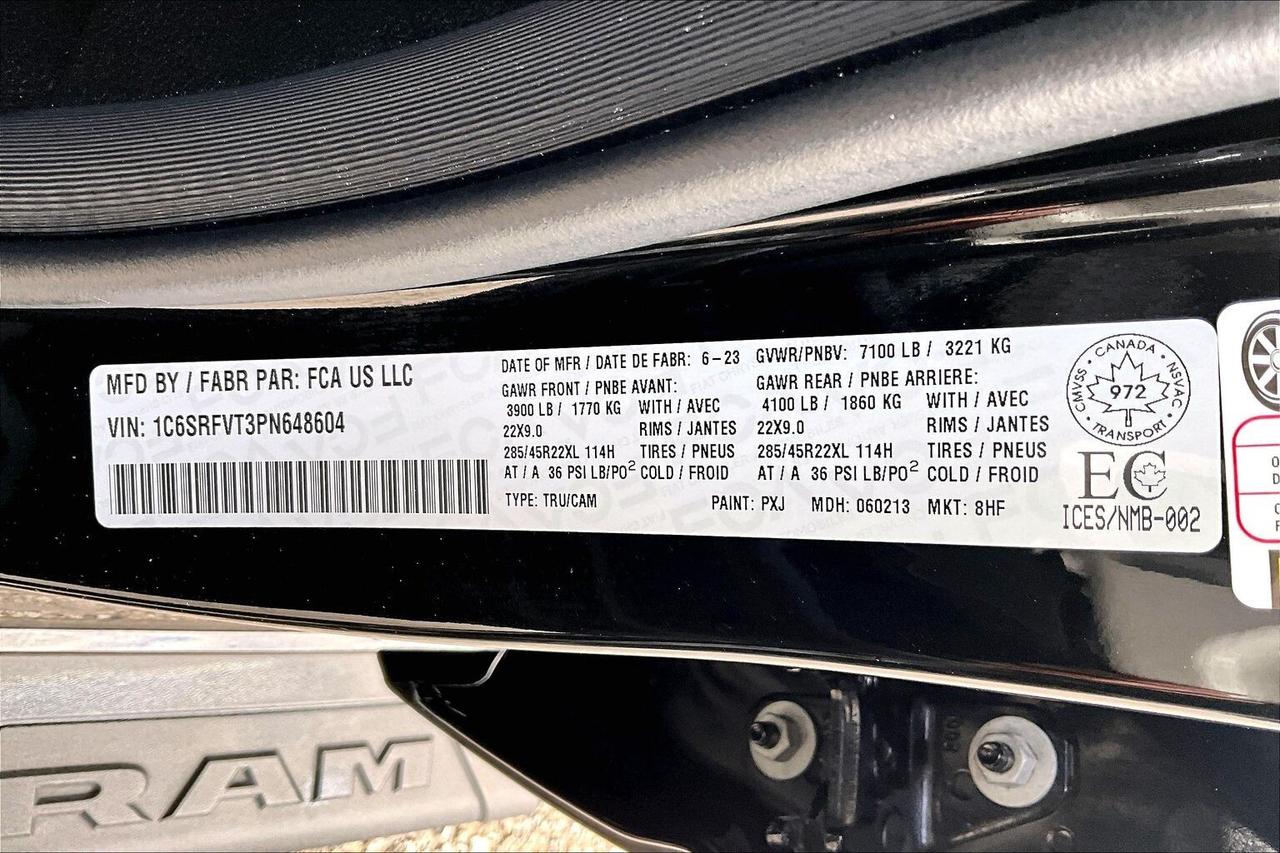 MFD BY / FABR PAR: FCA US LLC
VIN: 1C6SRFVT3PN648604
DATE OF MFR / DATE DE FABR: 6-23 GVWR/PNBV: 7100 LB / 3221 KG
GAWR FRONT / PNBE AVANT: GAWR REAR / PNBE ARRIERE:
3900 LB / 1770 KG WITH / AVEC 4100 LB / 1860 KG WITH / AVEC
22X9.0 RIMS / JANTES 22X9.0 RIMS / JANTES
285/45R22XL 114H TIRES / PNEUS 285/45R22XL 114H TIRES / PNEUS
AT / A 36 PSI LB/PO² COLD / FROID AT / A 36 PSI LB/PO² COLD / FROID
TYPE: TRU/CAM PAINT: PXJ MDH: 060213 MKT: 8HF
CANADA
CMVSS 972 NSVAC
TRANSPORT
EC
ICES/NMB-002
RAM